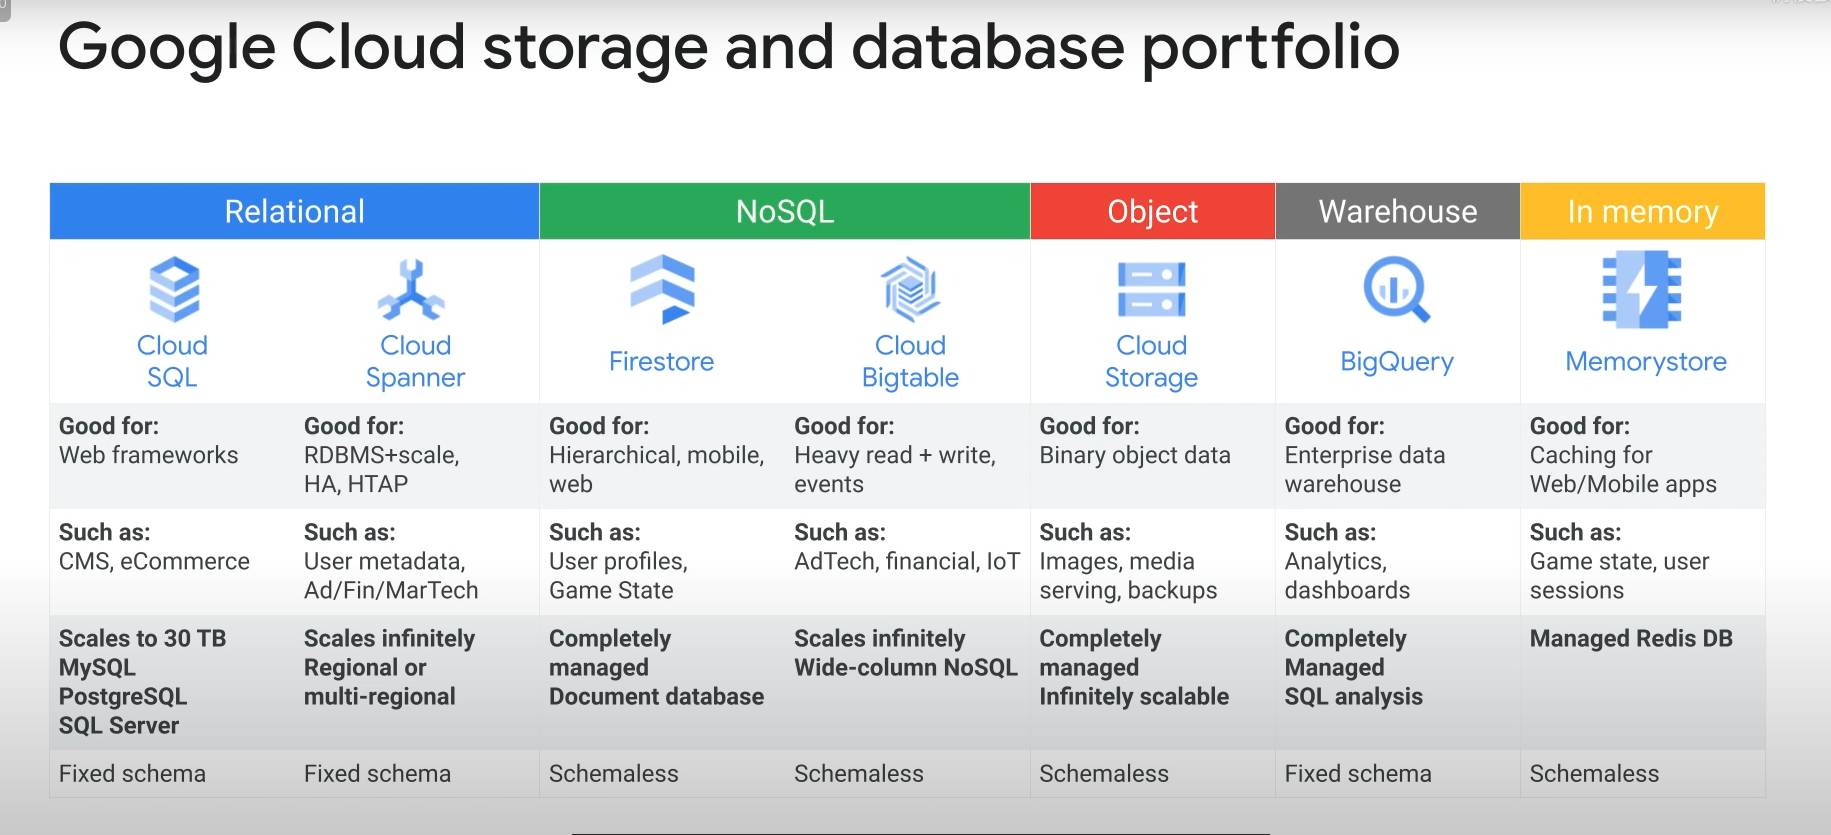 Google Cloud storage and database portfolio
Relational
NoSQL
Object
Warehouse
In memory
Cloud
SQL
Cloud
Spanner
Firestore
Cloud
Bigtable
Cloud
Storage
BigQuery
Memorystore
Good for:
Web frameworks
Good for:
RDBMS+scale,
HA, HTAP
Good for:
Hierarchical, mobile,
web
Good for:
Heavy read + write,
events
Good for:
Binary object data
Good for:
Enterprise data
warehouse
Good for:
Caching for
Web/Mobile apps
Such as:
CMS, eCommerce
Such as:
User metadata,
Ad/Fin/MarTech
Such as:
User profiles,
Game State
Such as:
AdTech, financial, IoT
Such as:
Images, media
serving, backups
Such as:
Analytics,
dashboards
Such as:
Game state, user
sessions
Scales to 30 TB
MySQL
PostgreSQL
SQL Server
Scales infinitely
Regional or
multi-regional
Completely
managed
Document database
Scales infinitely
Wide-column NoSQL
Completely
managed
Infinitely scalable
Completely
Managed
SQL analysis
Managed Redis DB
Fixed schema
Fixed schema
Schemaless
Schemaless
Schemaless
Fixed schema
Schemaless